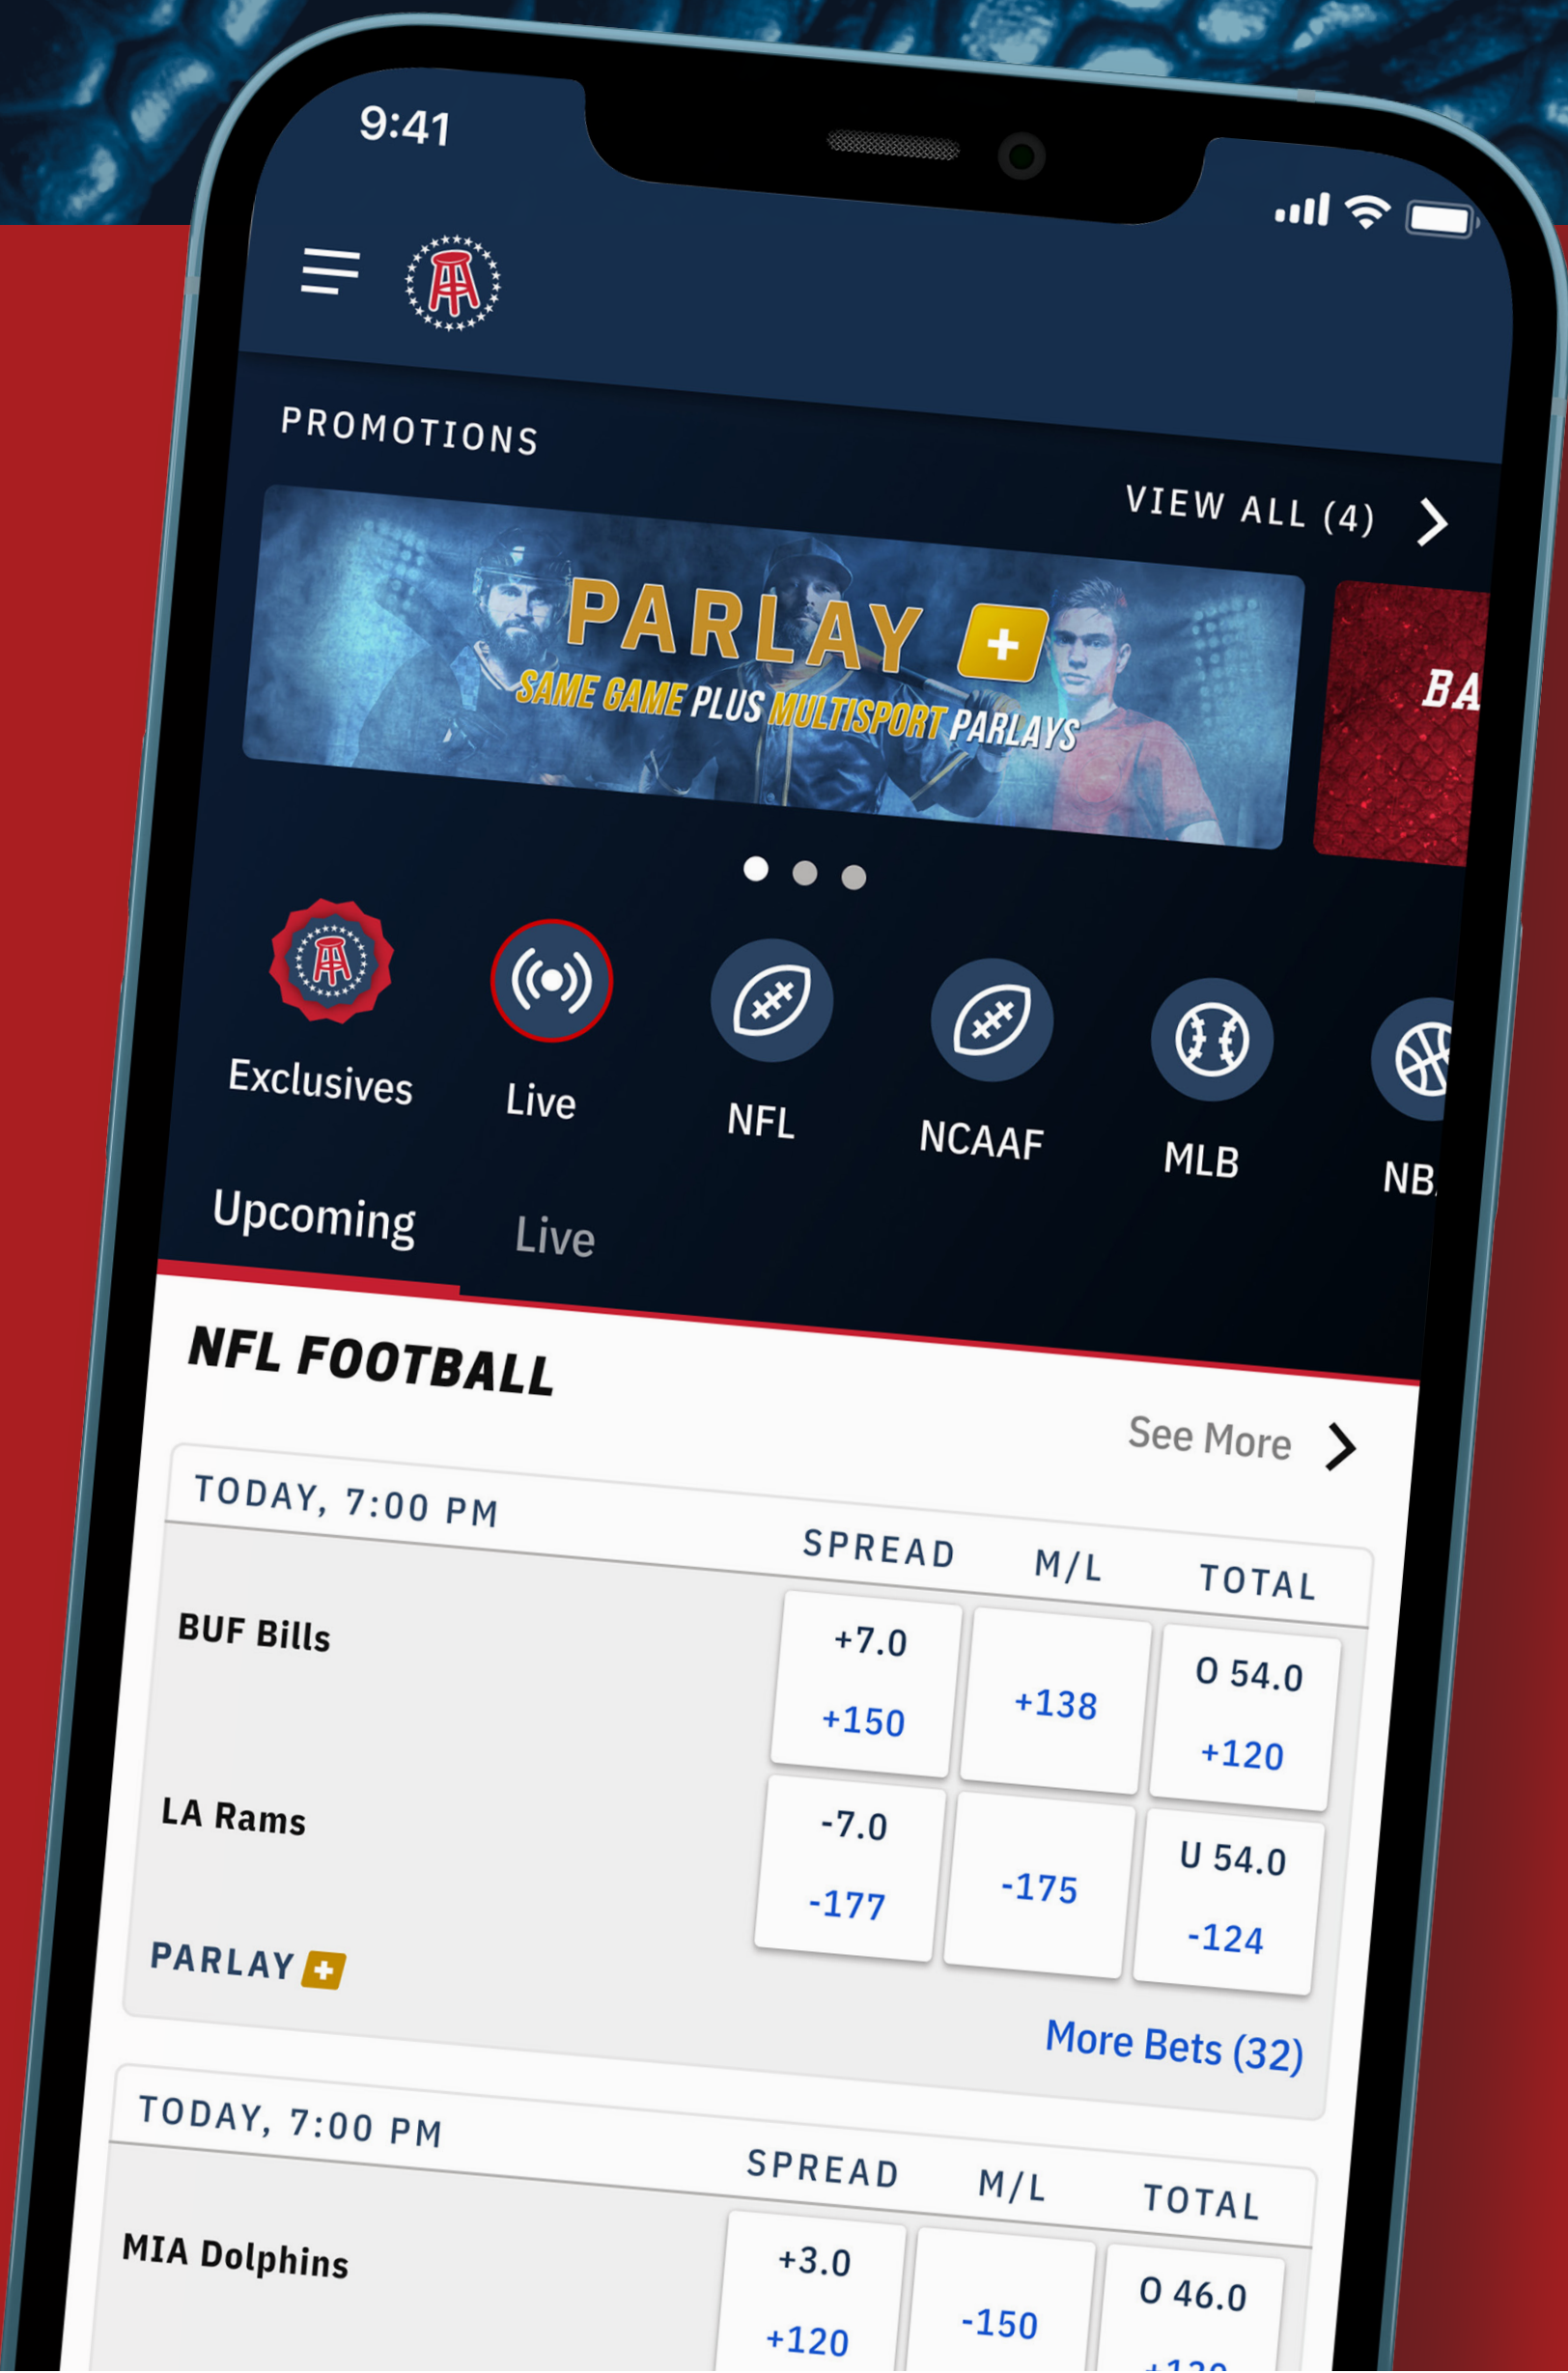 9:41
PROMOTIONS
VIEW ALL (4)
PARLAY +
SAME GAME PLUS MULTISPORT PARLAYS
BA
Exclusives
Live
NFL
NCAAF
MLB
NB
Upcoming
Live
NFL FOOTBALL
See More
TODAY, 7:00 PM
SPREAD
M/L
TOTAL
BUF Bills
+7.0
+150
+138
O 54.0
+120
LA Rams
-7.0
-177
-175
U 54.0
-124
PARLAY +
More Bets (32)
TODAY, 7:00 PM
SPREAD
M/L
TOTAL
MIA Dolphins
+3.0
+120
-150
O 46.0